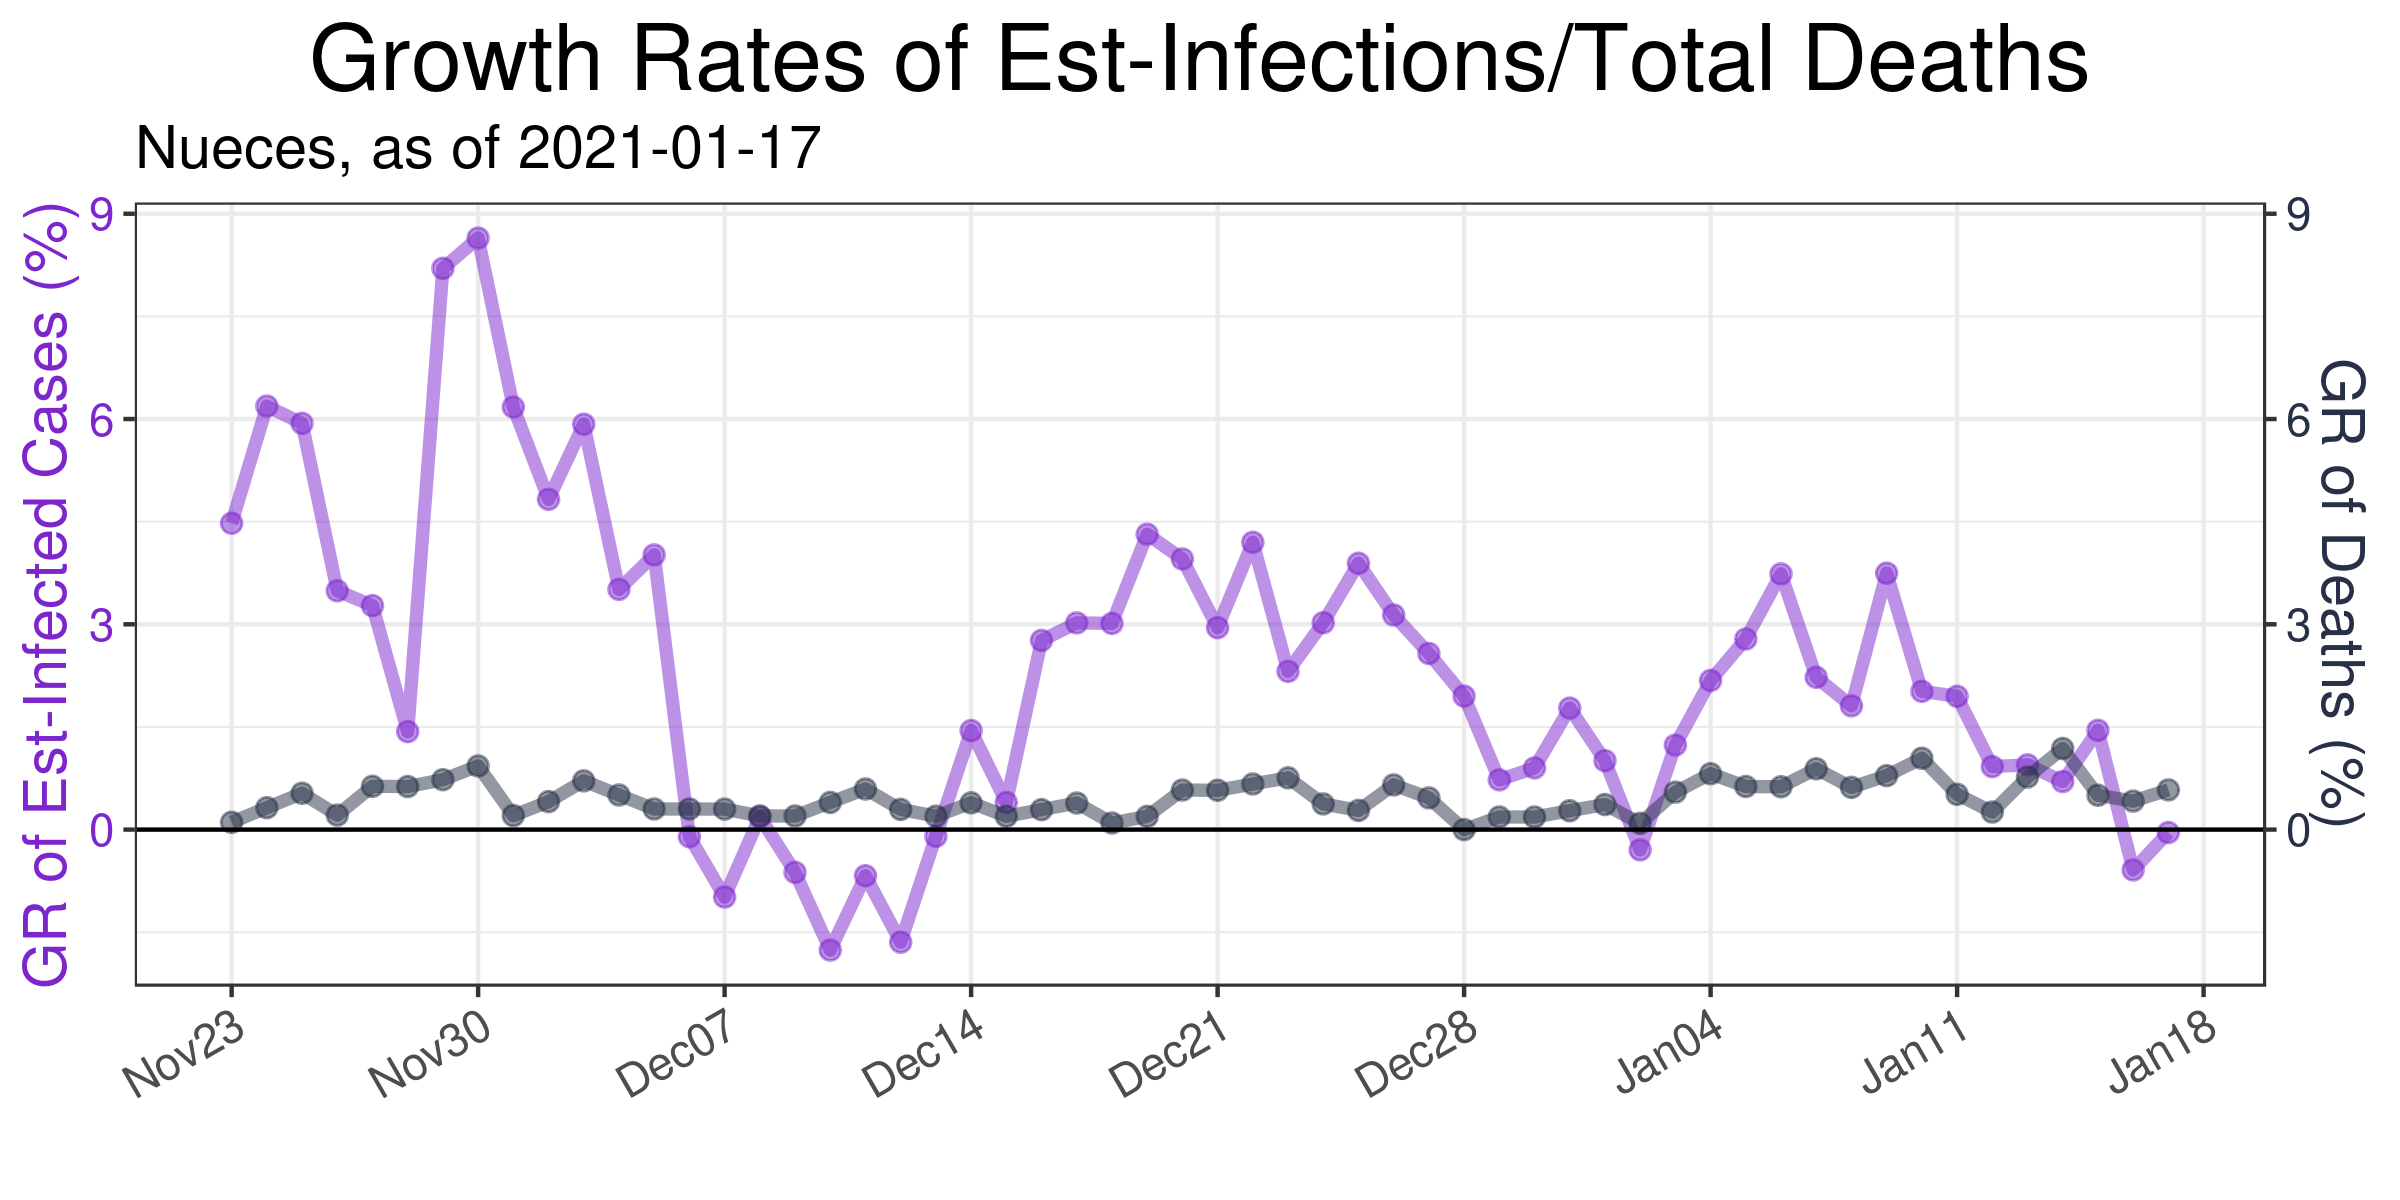 Growth Rates of Est-Infections/Total Deaths
Nueces, as of 2021-01-17
GR of Est-Infected Cases (%)
9
6
3
0
9
6
3
0
GR of Deaths (%)
Nov23
Nov30
Dec07
Dec14
Dec21
Dec28
Jan04
Jan11
Jan18